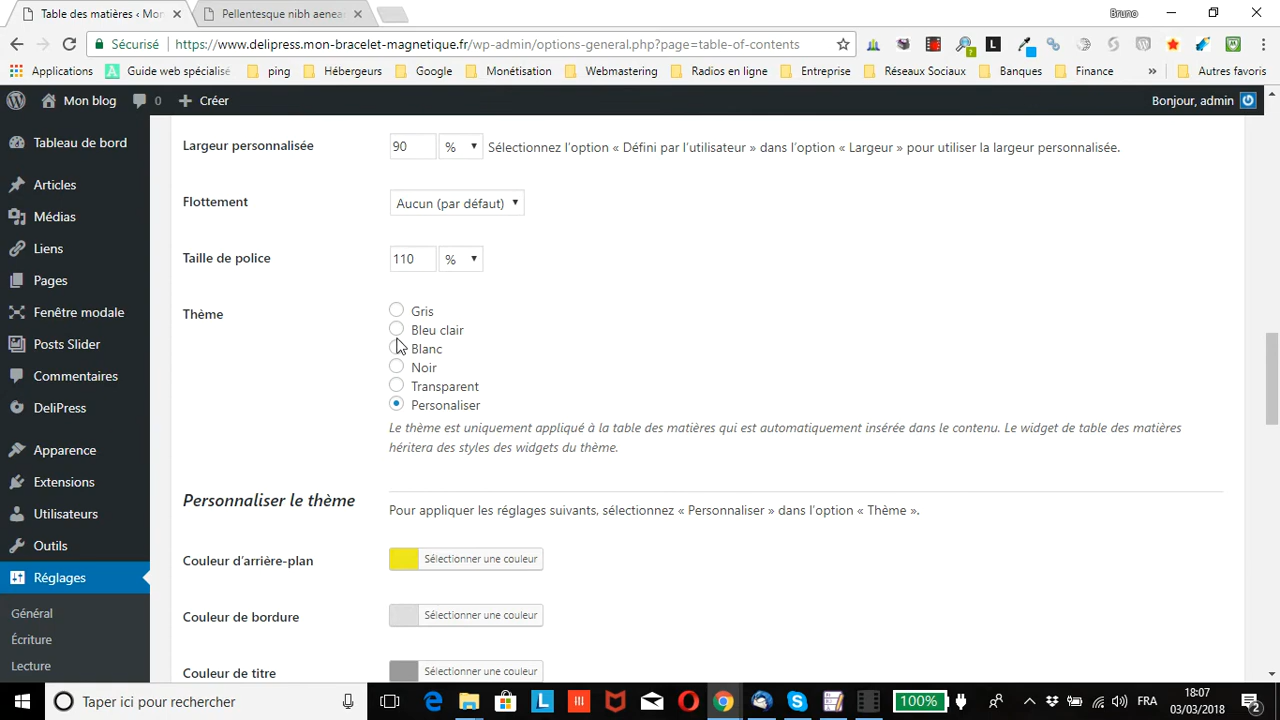 Table des matières ‹ Mon
Pellentesque nibh aenean
Bruno
Sécurisé
https://www.delipress.mon-bracelet-magnetique.fr/wp-admin/options-general.php?page=table-of-contents
Applications
Guide web spécialisé
ping
Hébergeurs
Google
Monétisation
Webmastering
Radios en ligne
Entreprise
Réseaux Sociaux
Banques
Finance
»
Autres favoris
Mon blog
0
Créer
Bonjour, admin
Tableau de bord
Articles
Médias
Liens
Pages
Fenêtre modale
Posts Slider
Commentaires
DeliPress
Apparence
Extensions
Utilisateurs
Outils
Réglages
Général
Écriture
Lecture
Largeur personnalisée
90 %
Sélectionnez l'option « Défini par l'utilisateur » dans l'option « Largeur » pour utiliser la largeur personnalisée.
Flottement
Aucun (par défaut)
Taille de police
110 %
Thème
Gris
Bleu clair
Blanc
Noir
Transparent
Personaliser
Le thème est uniquement appliqué à la table des matières qui est automatiquement insérée dans le contenu. Le widget de table des matières
héritera des styles des widgets du thème.
Personnaliser le thème
Pour appliquer les réglages suivants, sélectionnez « Personnaliser » dans l'option « Thème ».
Couleur d'arrière-plan
Sélectionner une couleur
Couleur de bordure
Sélectionner une couleur
Couleur de titre
Sélectionner une couleur
Taper ici pour rechercher
100%
FRA
18:07
03/03/2018
2